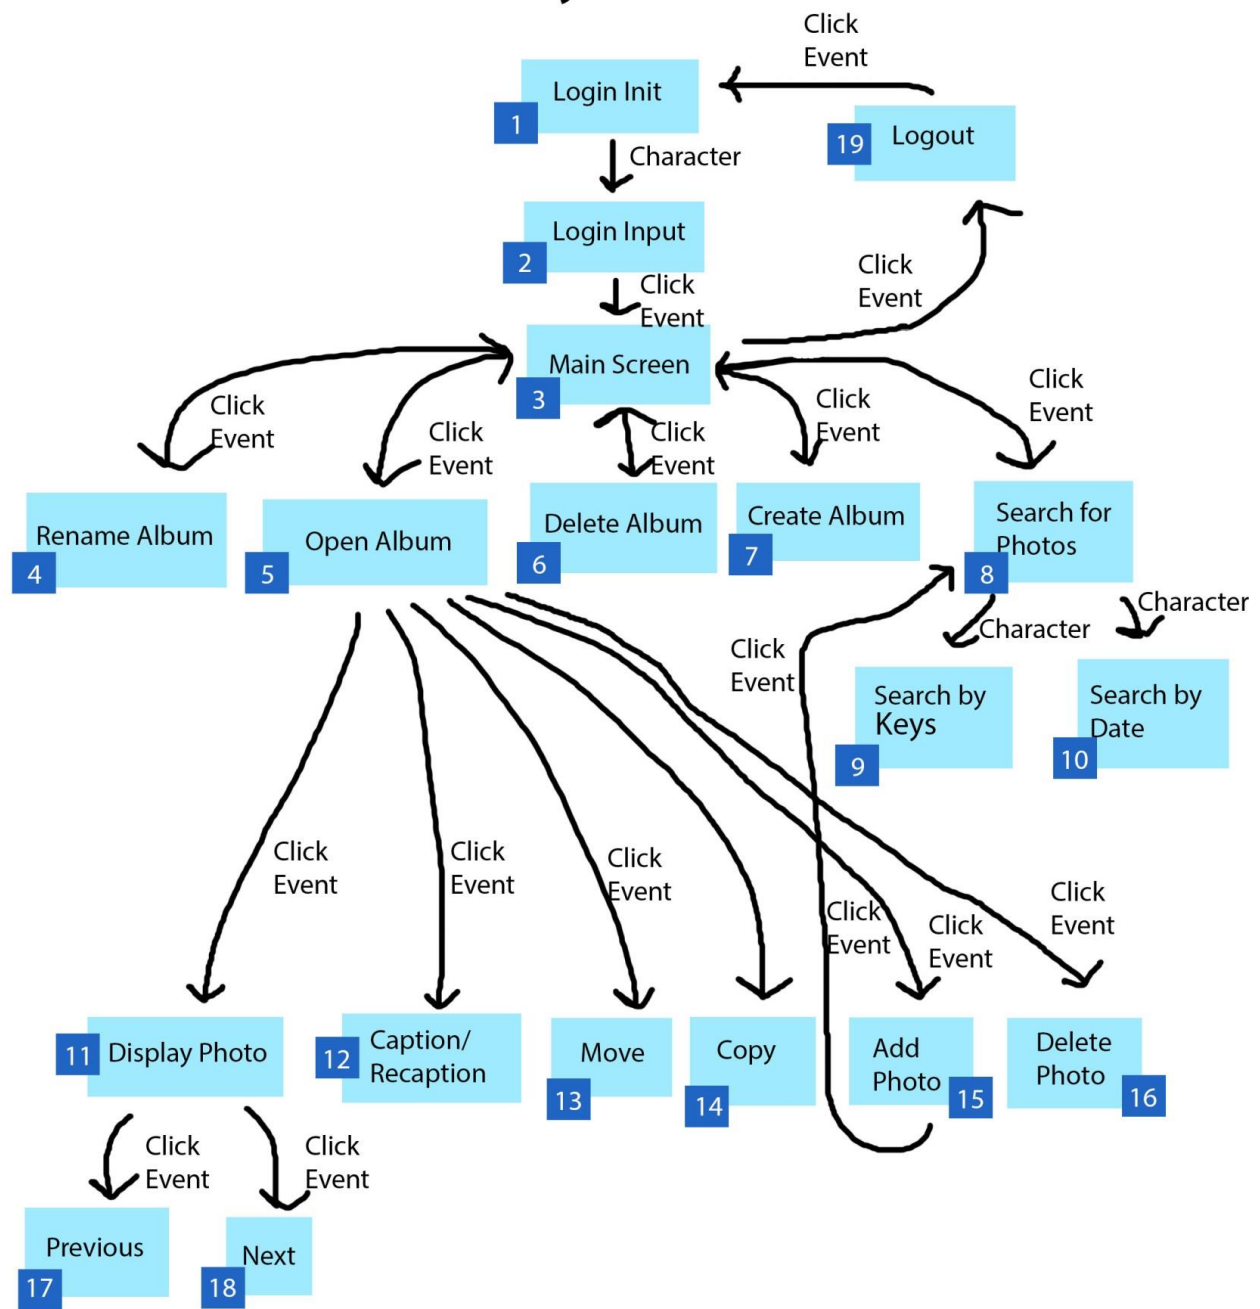 Click
Event
Login Init
1
Logout
19
Character
Login Input
2
Click
Event
Click
Event
Main Screen
3
Click
Event
Click
Event
Click
Event
Click
Event
Click
Event
Rename Album
4
Open Album
5
Delete Album
6
Create Album
7
Search for
Photos
8
Character
Character
Click
Event
Search by
Keys
9
Search by
Date
10
Click
Event
Click
Event
Click
Event
Click
Event
Click
Event
Click
Event
11
Display Photo
12
Caption/
Recaption
Move
13
Copy
14
Add
Photo
15
Delete
Photo
16
Click
Event
Click
Event
Previous
17
Next
18